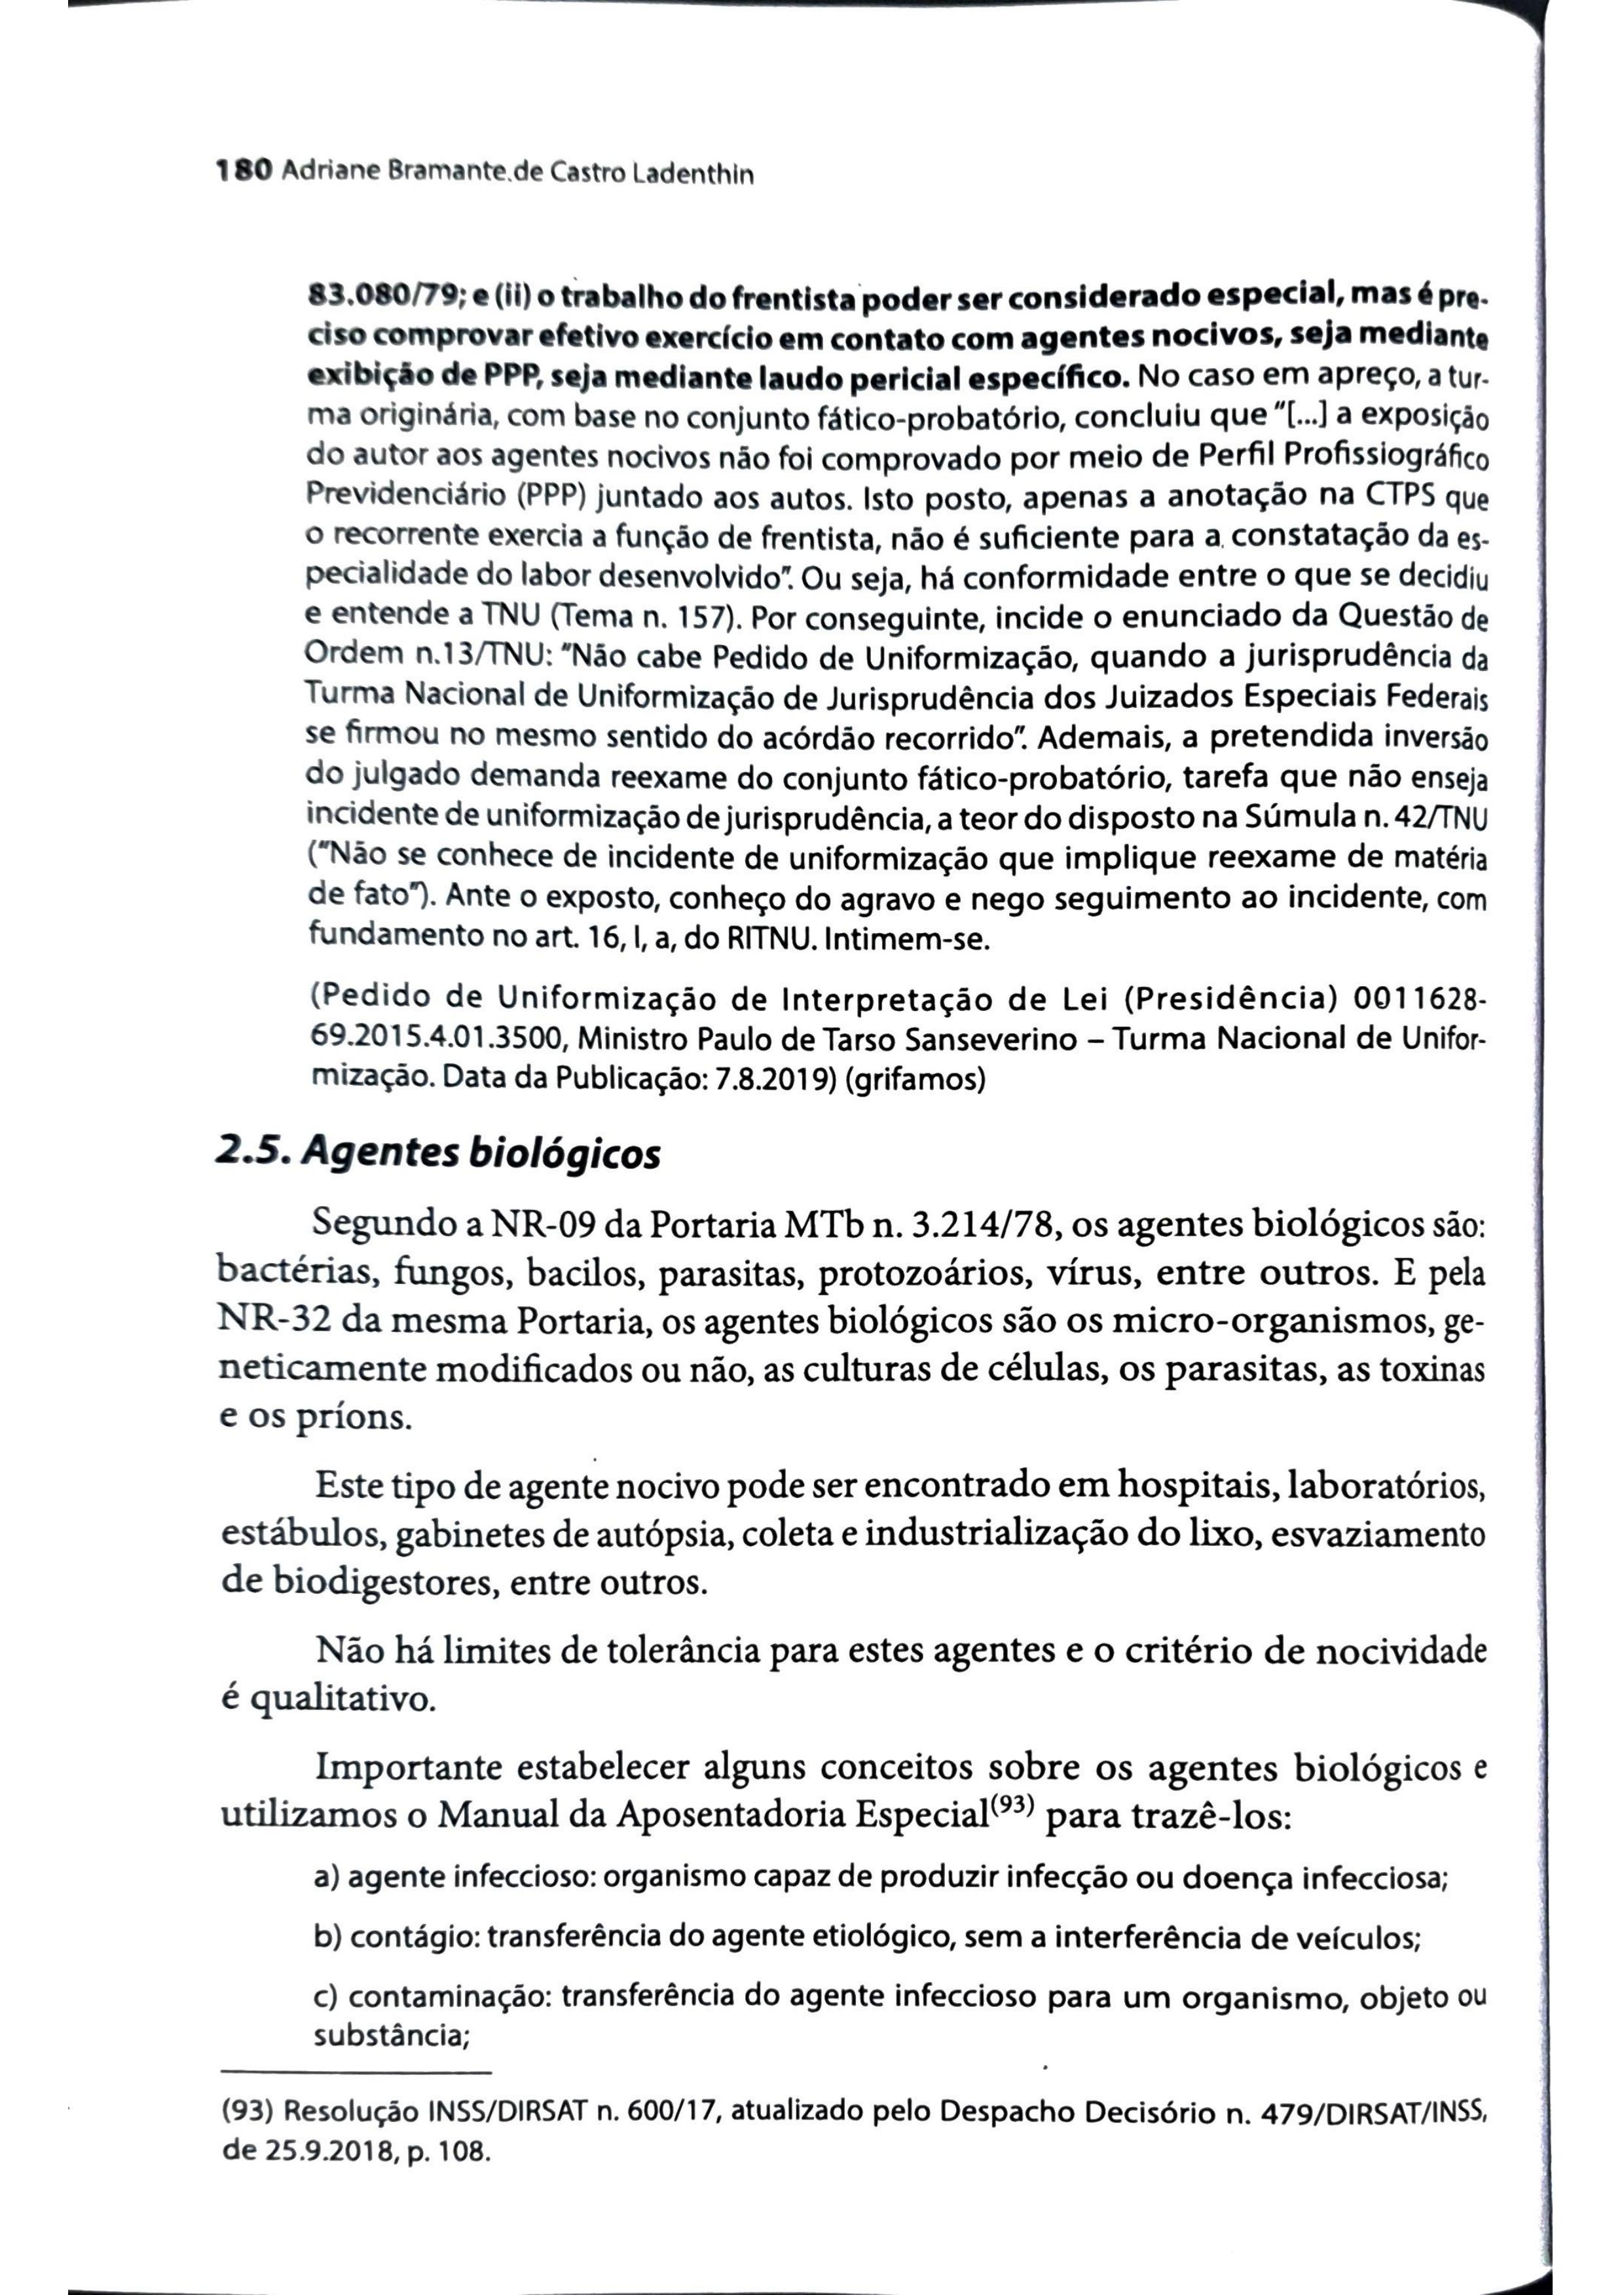 180 Adriane Bramante.de Castro Ladenthin
83.080/79; e (ii) o trabalho do frentista poder ser considerado especial, mas é pre-
ciso comprovar efetivo exercício em contato com agentes nocivos, seja mediante
exibição de PPP, seja mediante laudo pericial específico. No caso em apreço, a tur-
ma originária, com base no conjunto fático-probatório, concluiu que "[...] a exposição
do autor aos agentes nocivos não foi comprovado por meio de Perfil Profissiográfico
Previdenciário (PPP) juntado aos autos. Isto posto, apenas a anotação na CTPS que
o recorrente exercia a função de frentista, não é suficiente para a constatação da es-
pecialidade do labor desenvolvido". Ou seja, há conformidade entre o que se decidiu
e entende a TNU (Tema n. 157). Por conseguinte, incide o enunciado da Questão de
Ordem n.13/TNU: "Não cabe Pedido de Uniformização, quando a jurisprudência da
Turma Nacional de Uniformização de Jurisprudência dos Juizados Especiais Federais
se firmou no mesmo sentido do acórdão recorrido". Ademais, a pretendida inversão
do julgado demanda reexame do conjunto fático-probatório, tarefa que não enseja
incidente de uniformização de jurisprudência, a teor do disposto na Súmula n. 42/TNU
("Não se conhece de incidente de uniformização que implique reexame de matéria
de fato"). Ante o exposto, conheço do agravo e nego seguimento ao incidente, com
fundamento no art. 16, I, a, do RITNU. Intimem-se.
(Pedido de Uniformização de Interpretação de Lei (Presidência) 0011628-
69.2015.4.01.3500, Ministro Paulo de Tarso Sanseverino – Turma Nacional de Unifor-
mização. Data da Publicação: 7.8.2019) (grifamos)
2.5. Agentes biológicos
Segundo a NR-09 da Portaria MTb n. 3.214/78, os agentes biológicos são:
bactérias, fungos, bacilos, parasitas, protozoários, vírus, entre outros. E pela
NR-32 da mesma Portaria, os agentes biológicos são os micro-organismos, ge-
neticamente modificados ou não, as culturas de células, os parasitas, as toxinas
e os príons.
Este tipo de agente nocivo pode ser encontrado em hospitais, laboratórios,
estábulos, gabinetes de autópsia, coleta e industrialização do lixo, esvaziamento
de biodigestores, entre outros.
Não há limites de tolerância para estes agentes e o critério de nocividade
é qualitativo.
Importante estabelecer alguns conceitos sobre os agentes biológicos e
utilizamos o Manual da Aposentadoria Especial(93) para trazê-los:
a) agente infeccioso: organismo capaz de produzir infecção ou doença infecciosa;
b) contágio: transferência do agente etiológico, sem a interferência de veículos;
c) contaminação: transferência do agente infeccioso para um organismo, objeto ou
substância;
(93) Resolução INSS/DIRSAT n. 600/17, atualizado pelo Despacho Decisório n. 479/DIRSAT/INSS,
de 25.9.2018, p. 108.